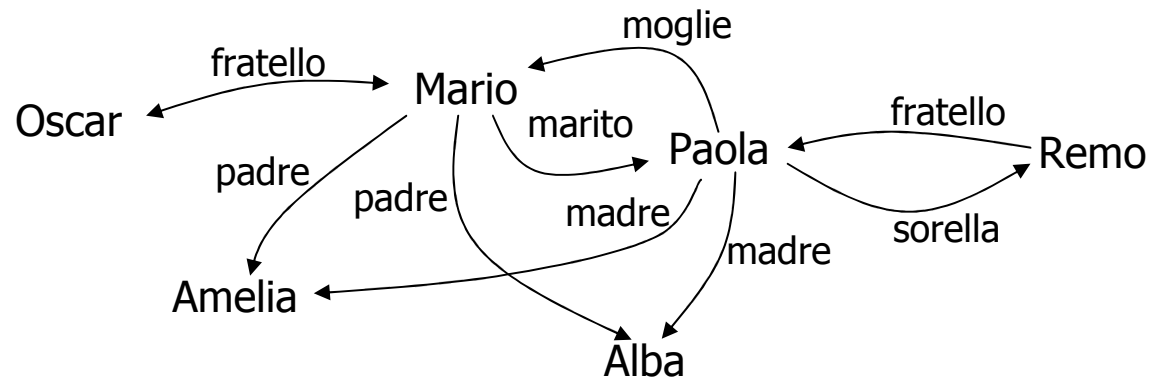 moglie
fratello
Mario
Oscar
marito
fratello
Paola
Remo
padre
padre
madre
sorella
madre
Amelia
Alba